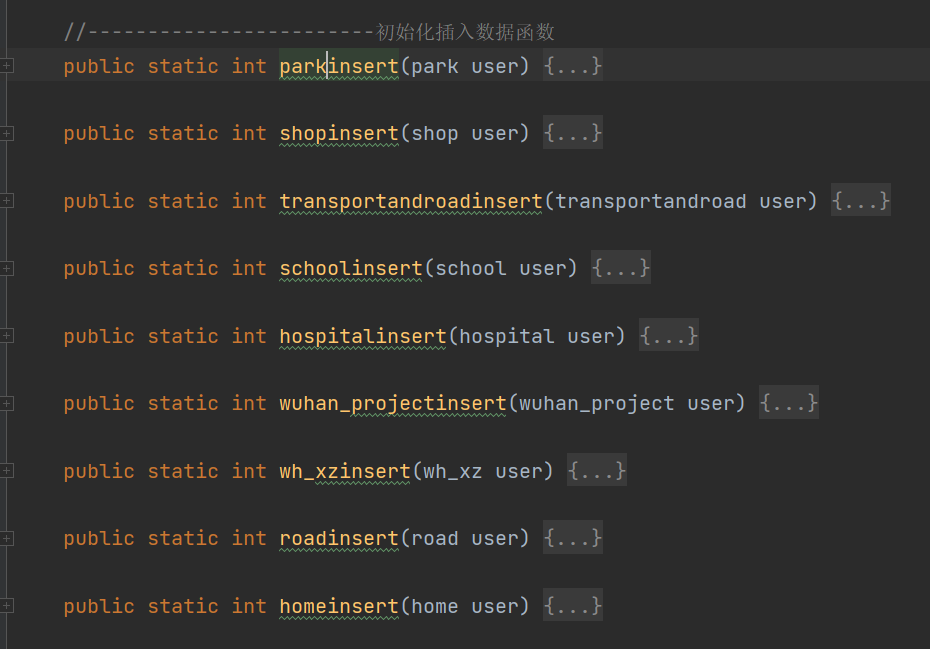 //------------------------初始化插入数据函数
public static int parkinsert(park user) {...}
public static int shopinsert(shop user) {...}
public static int transportandroadinsert(transportandroad user) {...}
public static int schoolinsert(school user) {...}
public static int hospitalinsert(hospital user) {...}
public static int wuhan_projectinsert(wuhan_project user) {...}
public static int wh_xzinsert(wh_xz user) {...}
public static int roadinsert(road user) {...}
public static int homeinsert(home user) {...}